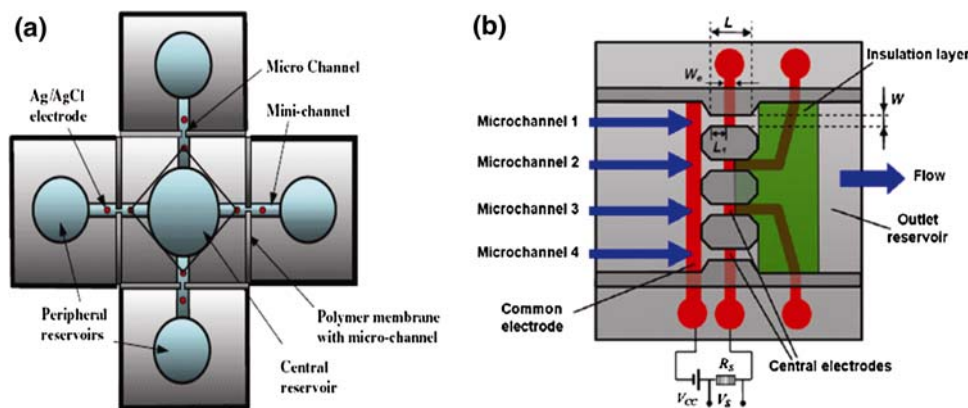 (a)
Micro Channel
Ag/AgCl
electrode
Mini-channel
Peripheral
reservoirs
Polymer membrane
with micro-channel
Central
reservoir
(b)
L
Insulation layer
We
W
Microchannel 1
L1
Microchannel 2
Flow
Microchannel 3
Outlet
reservoir
Microchannel 4
Common
electrode
Central electrodes
RS
VCC
VS